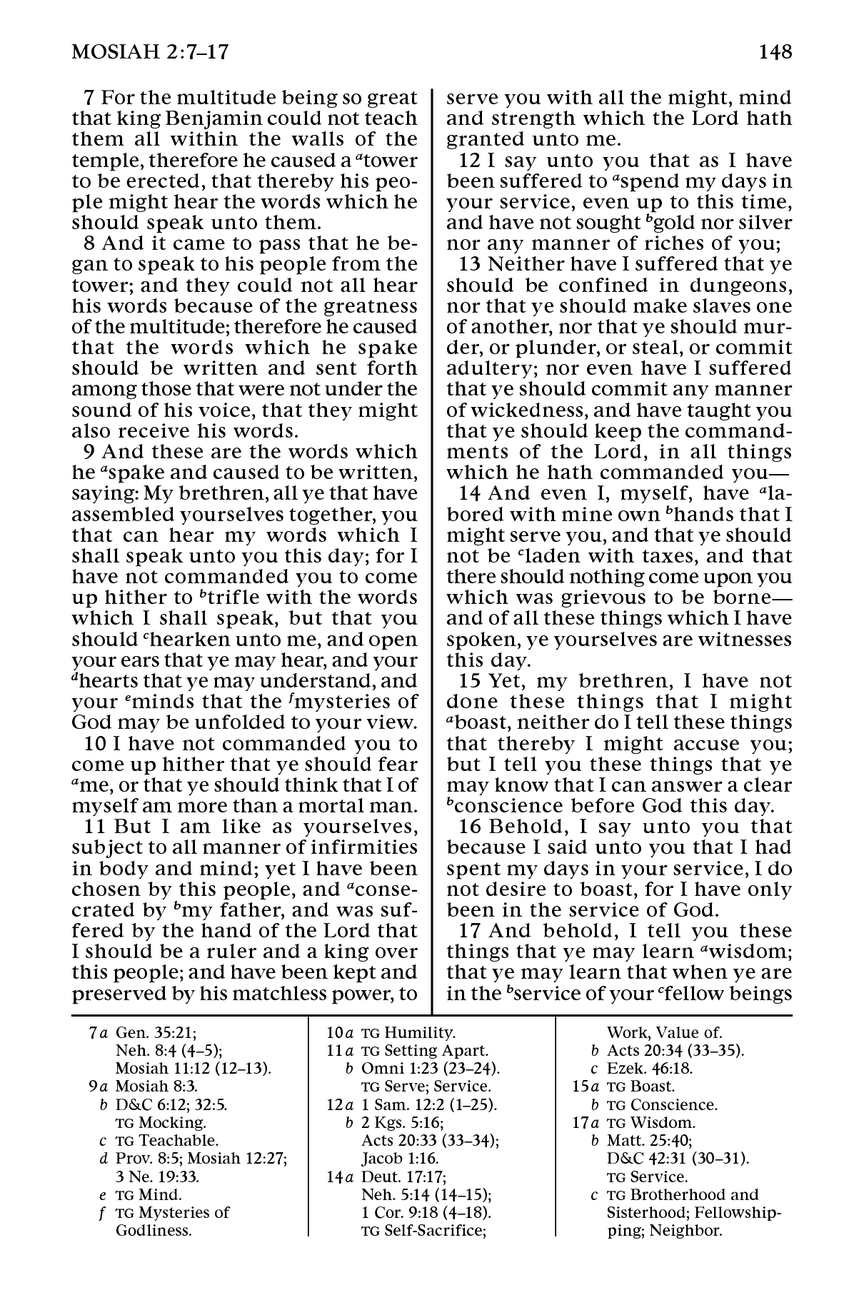 MOSIAH 2:7–17
148
7 For the multitude being so great
that king Benjamin could not teach
them all within the walls of the
temple, therefore he caused a atower
to be erected, that thereby his peo-
ple might hear the words which he
should speak unto them.
8 And it came to pass that he be-
gan to speak to his people from the
tower; and they could not all hear
his words because of the greatness
of the multitude; therefore he caused
that the words which he spake
should be written and sent forth
among those that were not under the
sound of his voice, that they might
also receive his words.
9 And these are the words which
he aspake and caused to be written,
saying: My brethren, all ye that have
assembled yourselves together, you
that can hear my words which I
shall speak unto you this day; for I
have not commanded you to come
up hither to btrifle with the words
which I shall speak, but that you
should chearken unto me, and open
your ears that ye may hear, and your
dhearts that ye may understand, and
your eminds that the fmysteries of
God may be unfolded to your view.
10 I have not commanded you to
come up hither that ye should fear
ame, or that ye should think that I of
myself am more than a mortal man.
11 But I am like as yourselves,
subject to all manner of infirmities
in body and mind; yet I have been
chosen by this people, and aconse-
crated by bmy father, and was suf-
fered by the hand of the Lord that
I should be a ruler and a king over
this people; and have been kept and
preserved by his matchless power, to
serve you with all the might, mind
and strength which the Lord hath
granted unto me.
12 I say unto you that as I have
been suffered to aspend my days in
your service, even up to this time,
and have not sought bgold nor silver
nor any manner of riches of you;
13 Neither have I suffered that ye
should be confined in dungeons,
nor that ye should make slaves one
of another, nor that ye should mur-
der, or plunder, or steal, or commit
adultery; nor even have I suffered
that ye should commit any manner
of wickedness, and have taught you
that ye should keep the command-
ments of the Lord, in all things
which he hath commanded you—
14 And even I, myself, have ala-
bored with mine own bhands that I
might serve you, and that ye should
not be claden with taxes, and that
there should nothing come upon you
which was grievous to be borne—
and of all these things which I have
spoken, ye yourselves are witnesses
this day.
15 Yet, my brethren, I have not
done these things that I might
aboast, neither do I tell these things
that thereby I might accuse you;
but I tell you these things that ye
may know that I can answer a clear
bconscience before God this day.
16 Behold, I say unto you that
because I said unto you that I had
spent my days in your service, I do
not desire to boast, for I have only
been in the service of God.
17 And behold, I tell you these
things that ye may learn awisdom;
that ye may learn that when ye are
in the bservice of your cfellow beings
7a Gen. 35:21;
Neh. 8:4 (4–5);
Mosiah 11:12 (12–13).
9a Mosiah 8:3.
b D&C 6:12; 32:5.
TG Mocking.
c TG Teachable.
d Prov. 8:5; Mosiah 12:27;
3 Ne. 19:33.
e TG Mind.
f TG Mysteries of
Godliness.
10a TG Humility.
11a TG Setting Apart.
b Omni 1:23 (23–24).
TG Serve; Service.
12a 1 Sam. 12:2 (1–25).
b 2 Kgs. 5:16;
Acts 20:33 (33–34);
Jacob 1:16.
14a Deut. 17:17;
Neh. 5:14 (14–15);
1 Cor. 9:18 (4–18).
TG Self-Sacrifice;
Work, Value of.
b Acts 20:34 (33–35).
c Ezek. 46:18.
15a TG Boast.
b TG Conscience.
17a TG Wisdom.
b Matt. 25:40;
D&C 42:31 (30–31).
TG Service.
c TG Brotherhood and
Sisterhood; Fellowship-
ping; Neighbor.